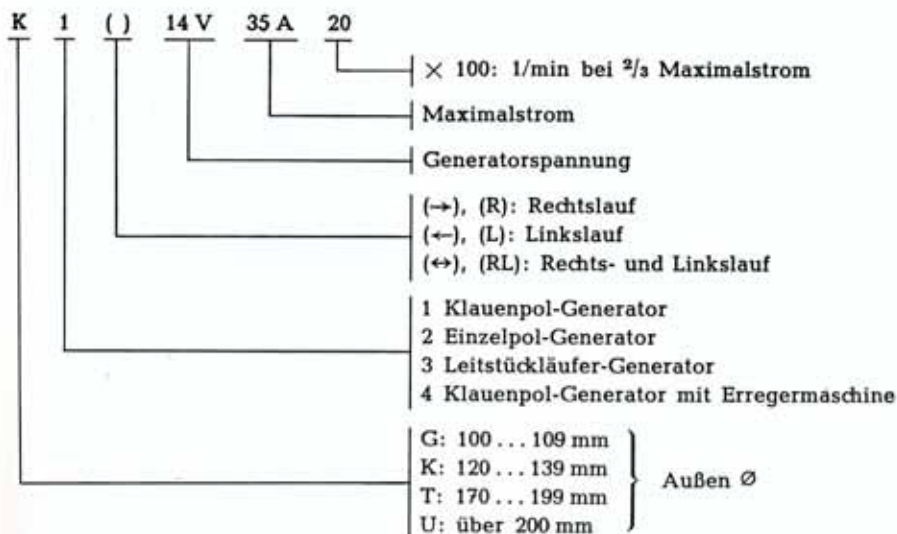 K 1 ( ) 14 V 35 A 20
× 100: 1/min bei ²/₃ Maximalstrom
Maximalstrom
Generatorspannung
(→), (R): Rechtslauf
(←), (L): Linkslauf
(↔), (RL): Rechts- und Linkslauf
1 Klauenpol-Generator
2 Einzelpol-Generator
3 Leitstückläufer-Generator
4 Klauenpol-Generator mit Erregermaschine
G: 100 . . . 109 mm
K: 120 . . . 139 mm
T: 170 . . . 199 mm
U: über 200 mm
Außen Ø